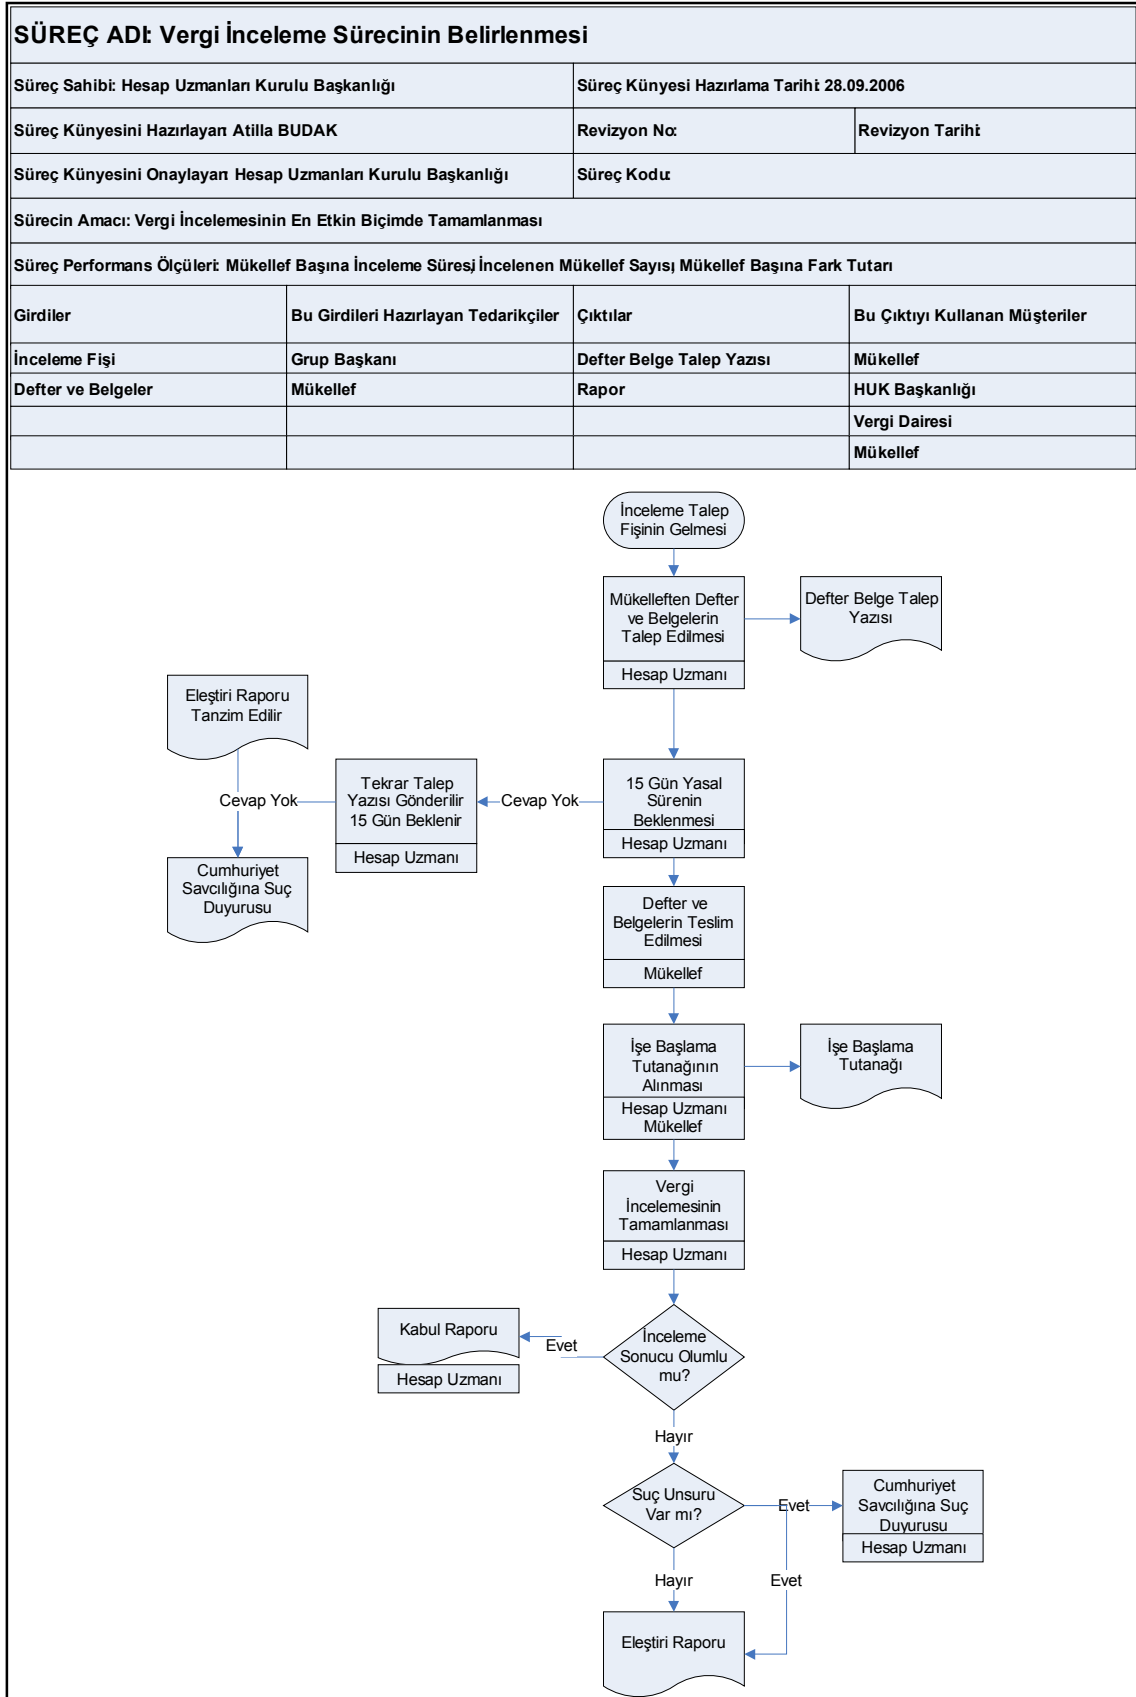 SÜREÇ ADI: Vergi İnceleme Sürecinin Belirlenmesi
Süreç Sahibi: Hesap Uzmanları Kurulu Başkanlığı
Süreç Künyesi Hazırlama Tarihi: 28.09.2006
Süreç Künyesini Hazırlayan: Atilla BUDAK
Revizyon No:
Revizyon Tarihi:
Süreç Künyesini Onaylayan: Hesap Uzmanları Kurulu Başkanlığı
Süreç Kodu:
Sürecin Amacı: Vergi İncelemesinin En Etkin Biçimde Tamamlanması
Süreç Performans Ölçüleri: Mükellef Başına İnceleme Süresi; İncelenen Mükellef Sayısı; Mükellef Başına Fark Tutarı
Girdiler
Bu Girdileri Hazırlayan Tedarikçiler
Çıktılar
Bu Çıktıyı Kullanan Müşteriler
İnceleme Fişi
Grup Başkanı
Defter Belge Talep Yazısı
Mükellef
Defter ve Belgeler
Mükellef
Rapor
HUK Başkanlığı
Vergi Dairesi
Mükellef
İnceleme Talep
Fişinin Gelmesi
Mükelleften Defter
ve Belgelerin
Talep Edilmesi
Hesap Uzmanı
Defter Belge Talep
Yazısı
Eleştiri Raporu
Tanzim Edilir
Cevap Yok
Tekrar Talep
Yazısı Gönderilir
15 Gün Beklenir
Hesap Uzmanı
Cevap Yok
15 Gün Yasal
Sürenin
Beklenmesi
Hesap Uzmanı
Cumhuriyet
Savcılığına Suç
Duyurusu
Defter ve
Belgelerin Teslim
Edilmesi
Mükellef
İşe Başlama
Tutanağının
Alınması
Hesap Uzmanı
Mükellef
İşe Başlama
Tutanağı
Vergi
İncelemesinin
Tamamlanması
Hesap Uzmanı
Kabul Raporu
Hesap Uzmanı
Evet
İnceleme
Sonucu Olumlu
mu?
Hayır
Suç Unsuru
Var mı?
Evet
Cumhuriyet
Savcılığına Suç
Duyurusu
Hesap Uzmanı
Hayır
Evet
Eleştiri Raporu